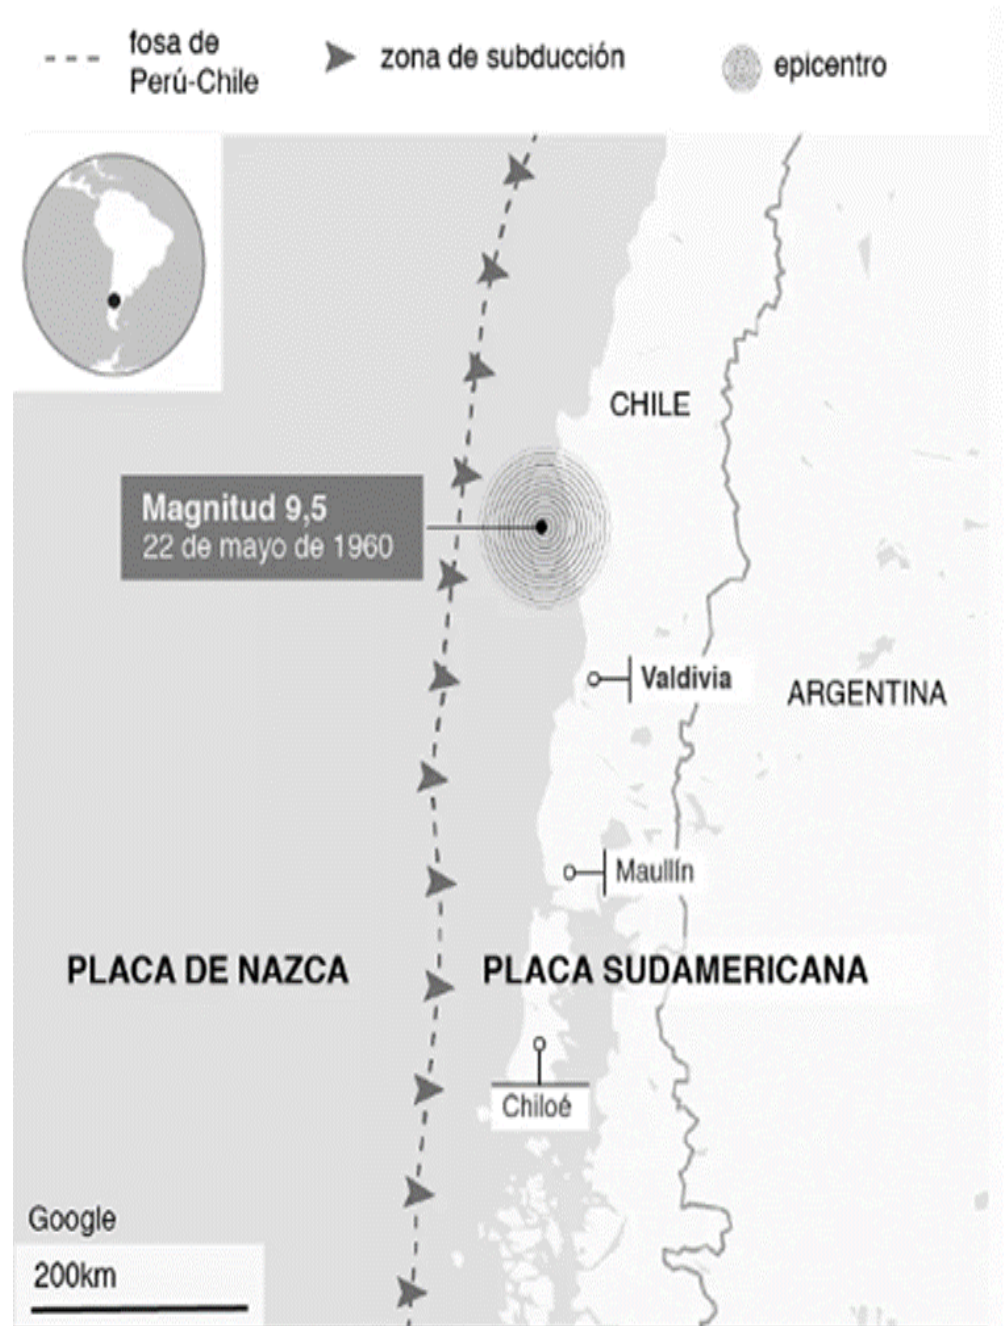 fosa de
Perú-Chile
zona de subducción
epicentro
CHILE
Magnitud 9,5
22 de mayo de 1960
Valdivia
ARGENTINA
Maullín
PLACA DE NAZCA
PLACA SUDAMERICANA
Chiloé
Google
200km